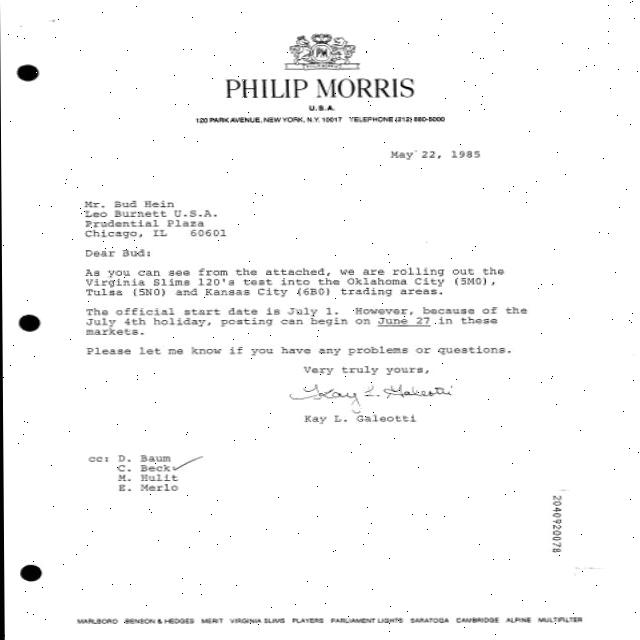 PM
PHILIP MORRIS
U.S.A.
120 PARK AVENUE, NEW YORK, N.Y. 10017 TELEPHONE (212) 880-5000
May 22, 1985
Mr. Bud Hein
Leo Burnett U.S.A.
Prudential Plaza
Chicago, IL 60601
Dear Bud:
As you can see from the attached, we are rolling out the
Virginia Slims 120's test into the Oklahoma City (5M0),
Tulsa (5N0) and Kansas City (6B0) trading areas.
The official start date is July 1. However, because of the
July 4th holiday, posting can begin on June 27 in these
markets.
Please let me know if you have any problems or questions.
Very truly yours,
Kay L. Galeotti
Kay L. Galeotti
cc: D. Baum
C. Beck
M. Hulit
E. Merlo
2040920078
MARLBORO BENSON & HEDGES MERIT VIRGINIA SLIMS PLAYERS PARLIAMENT LIGHTS SARATOGA CAMBRIDGE ALPINE MULTIFILTER